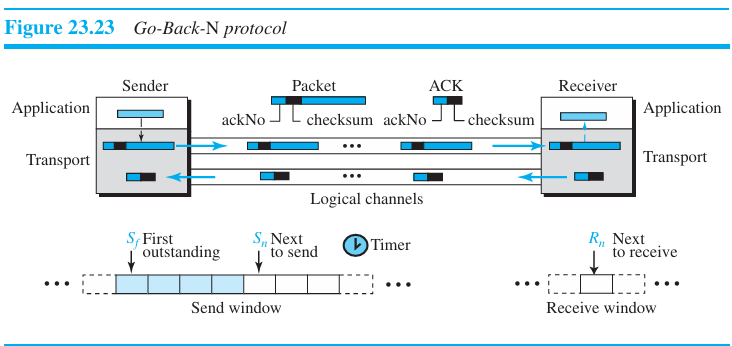 Figure 23.23 Go-Back-N protocol
Sender Packet ACK Receiver
Application ackNo checksum ackNo checksum Application
Transport ••• Transport
•••
Logical channels
Sf First outstanding
Sn Next to send
Timer
Rn Next to receive
••• ••• ••• •••
Send window Receive window